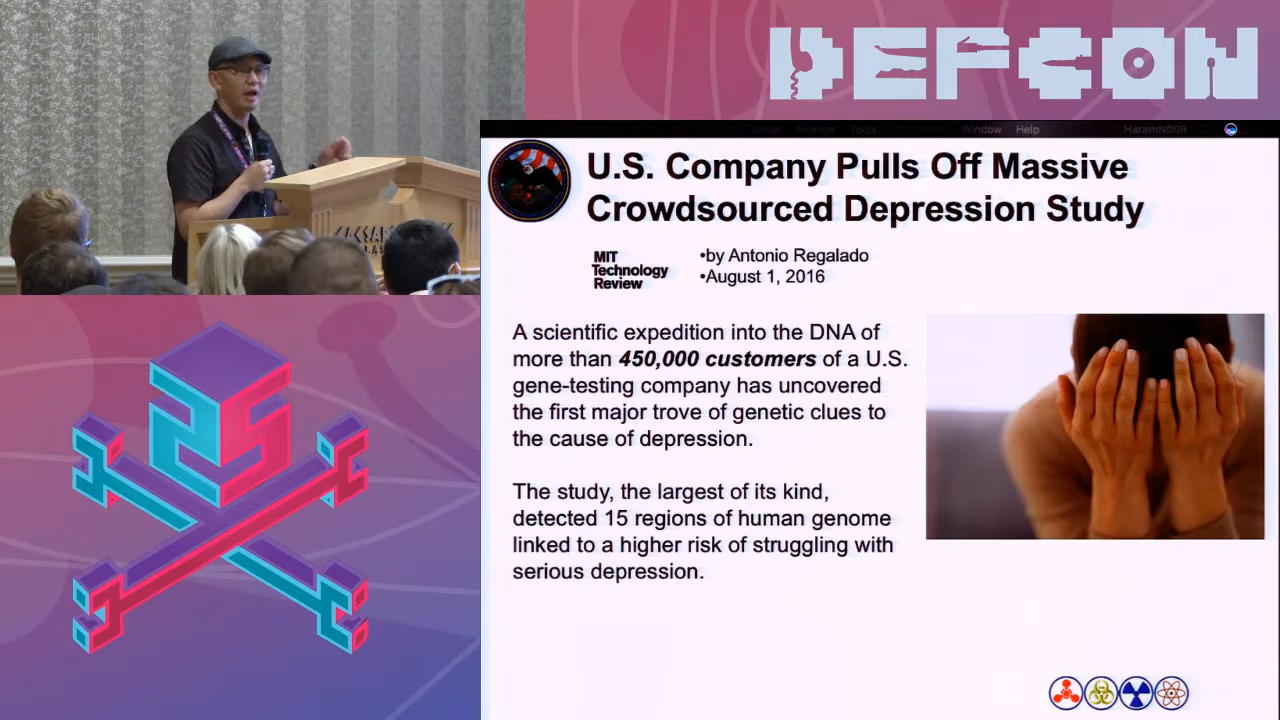 DEFCON
Format Arrange Tools Window Help HaramN00R
U.S. Company Pulls Off Massive
Crowdsourced Depression Study
MIT
Technology
Review
•by Antonio Regalado
•August 1, 2016
A scientific expedition into the DNA of
more than 450,000 customers of a U.S.
gene-testing company has uncovered
the first major trove of genetic clues to
the cause of depression.
The study, the largest of its kind,
detected 15 regions of human genome
linked to a higher risk of struggling with
serious depression.